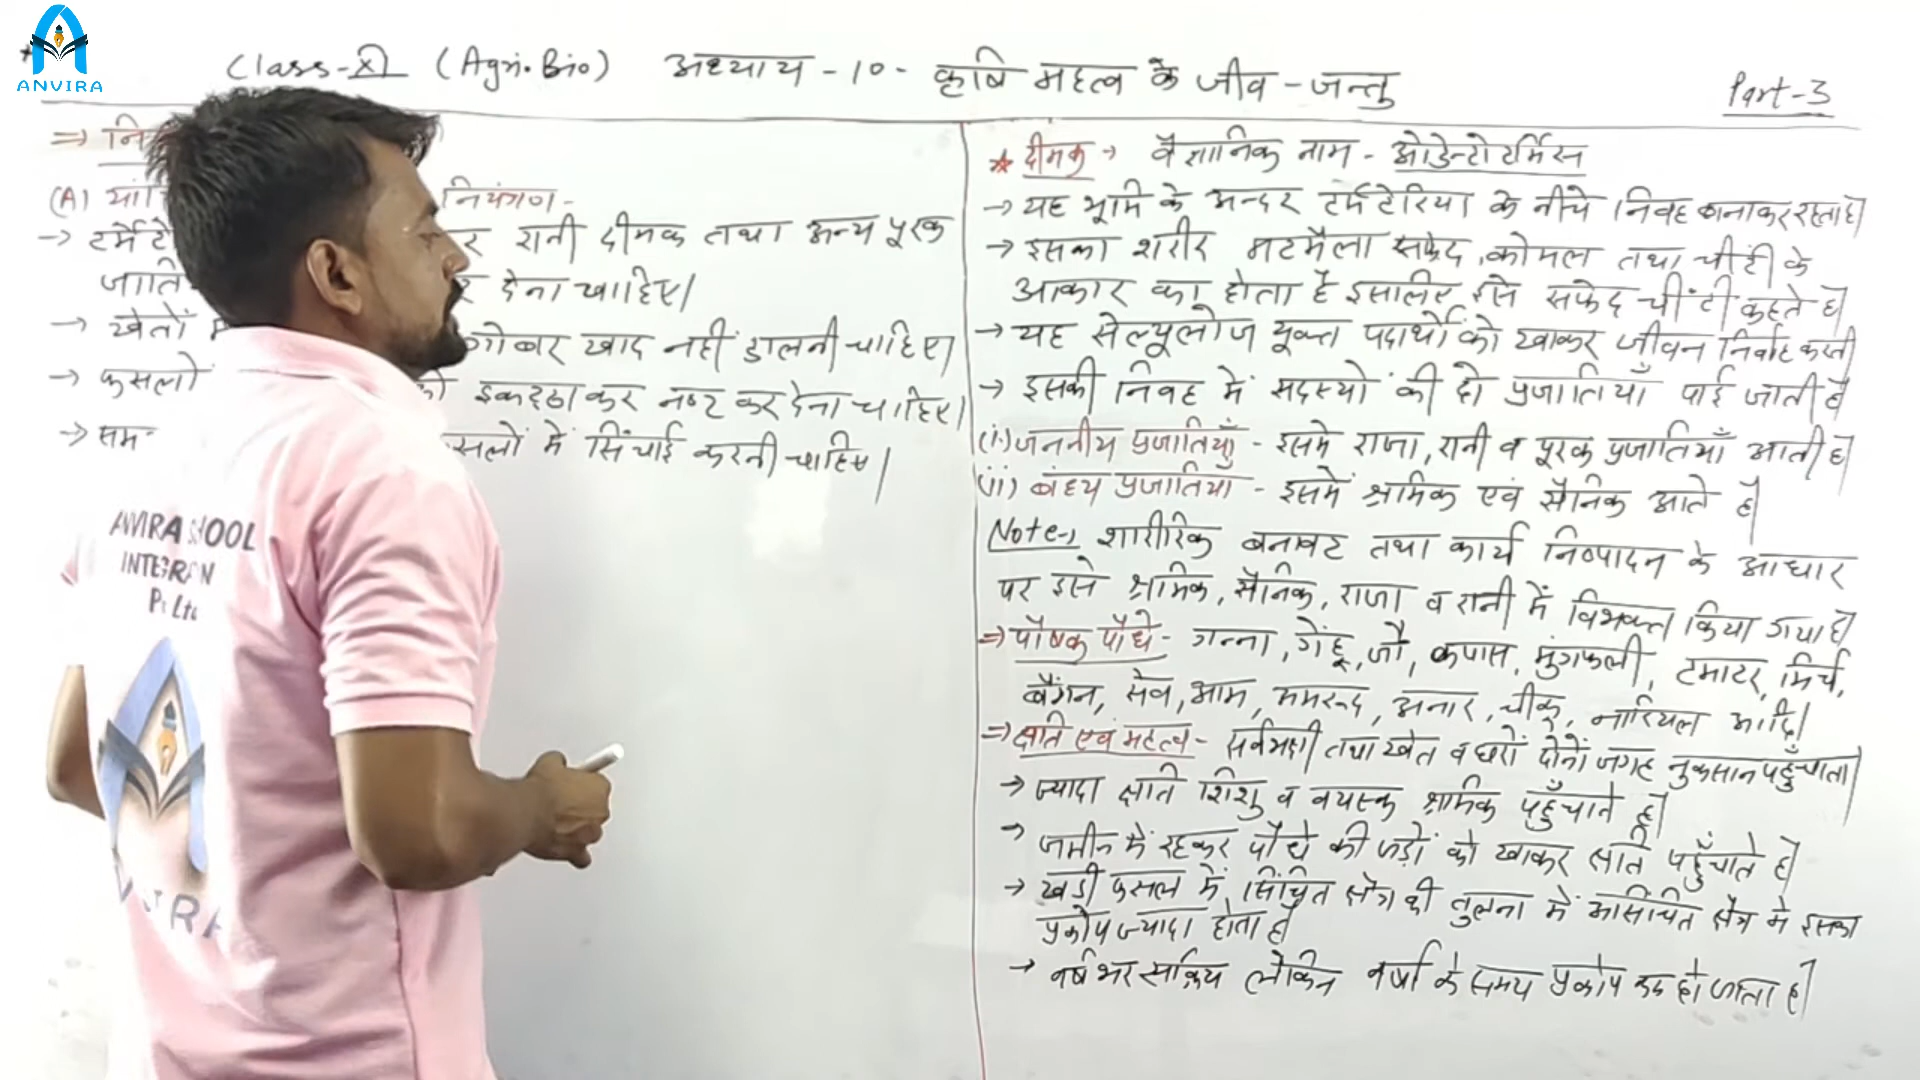 ANVIRA
Class-XI (Agri. Bio) अध्याय - 10 - कृषि महत्व के जीव - जन्तु
Part-3
⇒ नि
(A) यांत्रि नियंत्रण -
→ टर्मेटे र रानी दीमक तथा अन्य पूरक
जाति र देना चाहिए।
→ खेतों गोबर खाद नहीं डालनी चाहिए।
→ फसलों को इकट्ठा कर नष्ट कर देना चाहिए।
→ सम सलों में सिंचाई करनी चाहिए।
ANVIRA SCHOOL
INTEGRA N
P Ltd
★ दीमक → वैज्ञानिक नाम - ओडेन्टोटर्मिस
→ यह भूमि के अन्दर टर्मेटेरिया के नीचे निवह बनाकर रहता है।
→ इसका शरीर मटमैला सफेद, कोमल तथा चींटी के
आकार का होता है इसलिए इसे सफेद चींटी कहते है।
→ यह सेल्यूलोज युक्त पदार्थों को खाकर जीवन निर्वाह करती
→ इसकी निवह में सदस्यो की दो प्रजातियाँ पाई जाती है
(i) जननीय प्रजातियाँ - इसमे राजा, रानी व पूरक प्रजातियाँ आती है।
(ii) बंध्य प्रजातियाँ - इसमें श्रमिक एवं सैनिक आते है।
Note→ शारीरिक बनावट तथा कार्य निष्पादन के आधार
पर इसे श्रमिक, सैनिक, राजा व रानी में विभक्त किया गया है।
⇒ पौषक पौधे - गन्ना, गेंहू, जौ, कपास, मुंगफली, टमाटर, मिर्च,
बैंगन, सेव, आम, अमरूद, अनार, चीकू, नारियल आदि।
⇒ क्षति एवं महत्व - सर्वभक्षी तथा खेत व घरों दोनों जगह नुकसान पहुँचाता।
→ ज्यादा क्षति शिशु व वयस्क श्रमिक पहुँचाते है।
→ जमीन में रहकर पौधे की जड़ों को खाकर क्षति पहुँचाते है।
→ खड़ी फसल में सिंचित क्षेत्र की तुलना में असिंचित क्षेत्र मे इसका
प्रकोप ज्यादा होता है।
→ वर्षभर सक्रिय लेकिन वर्षा के समय प्रकोप कम हो जाता है।